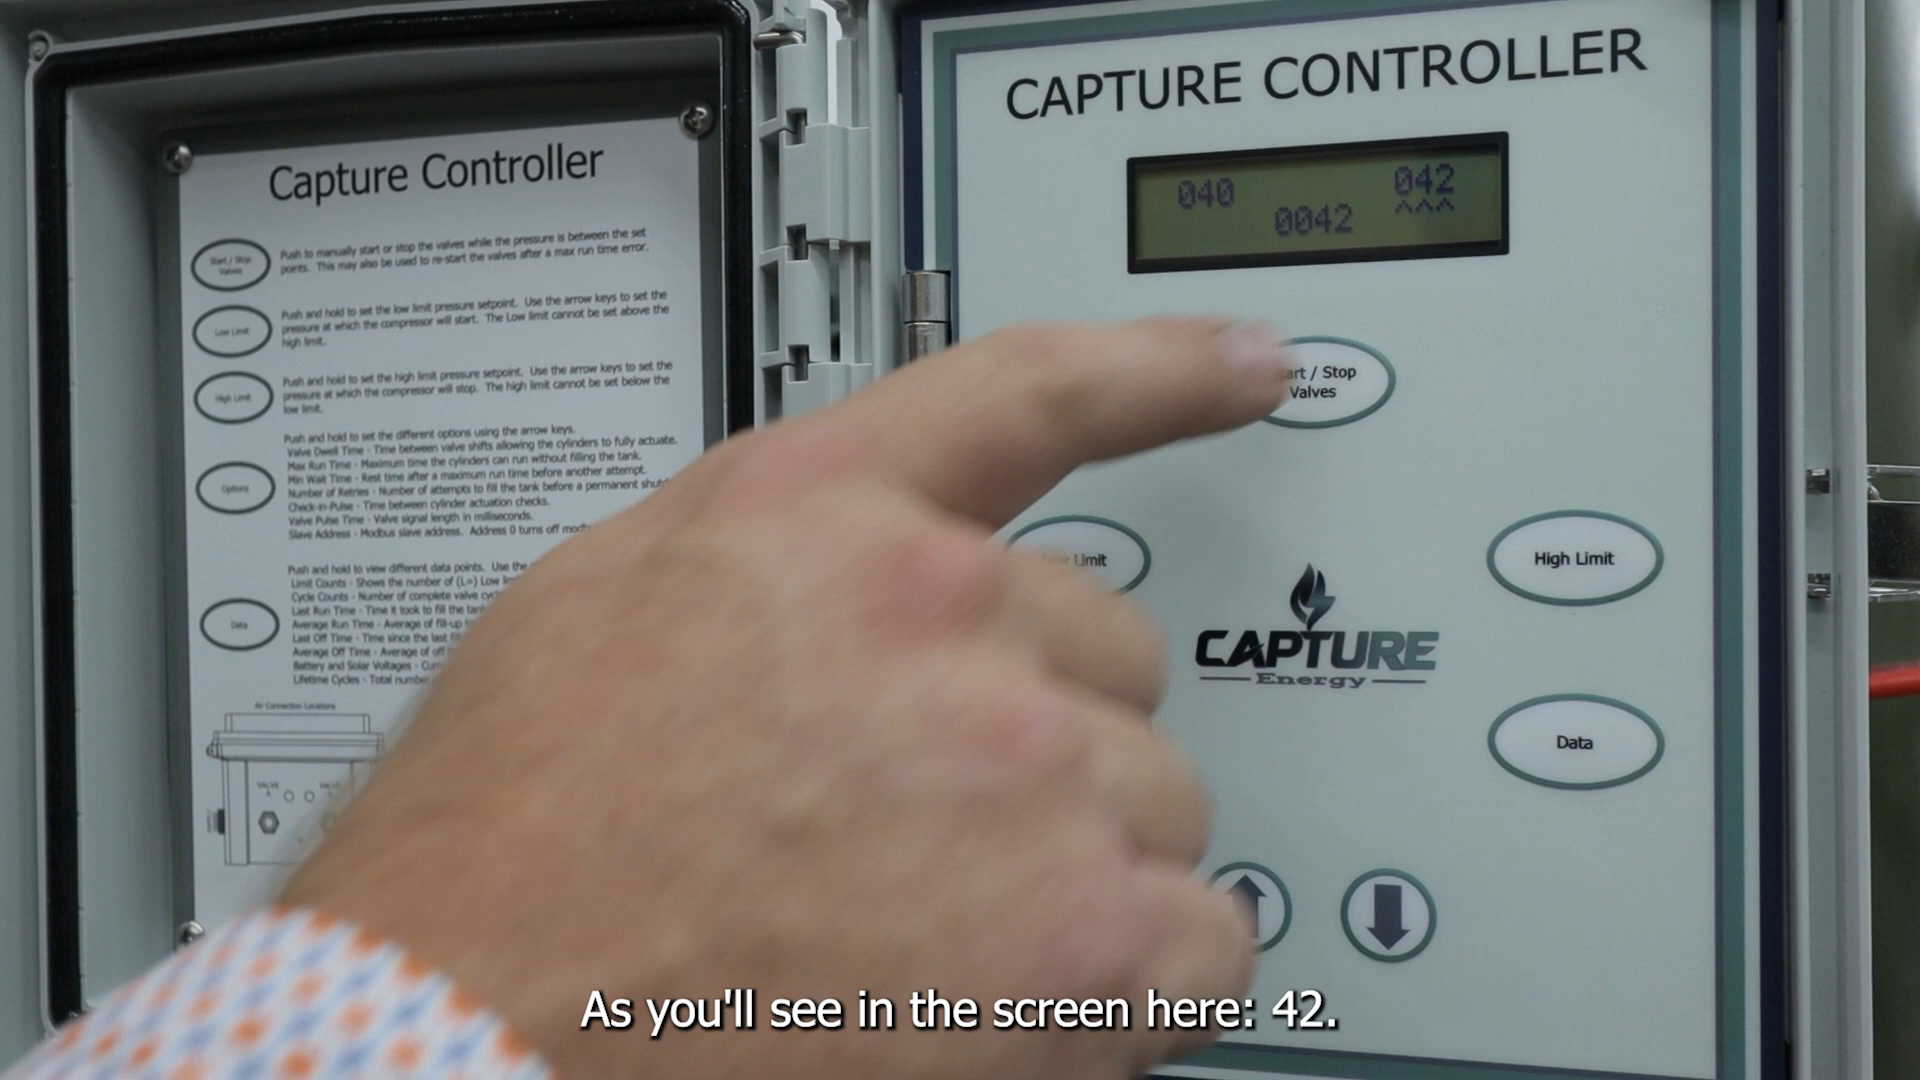 Capture Controller
Start / Stop
Valves
Push to manually start or stop the valves while the pressure is between the set
points. This may also be used to re-start the valves after a max run time error.
Low Limit
Push and hold to set the low limit pressure setpoint. Use the arrow keys to set the
pressure at which the compressor will start. The Low limit cannot be set above the
high limit.
High Limit
Push and hold to set the high limit pressure setpoint. Use the arrow keys to set the
pressure at which the compressor will stop. The high limit cannot be set below the
low limit.
Options
Push and hold to set the different options using the arrow keys.
Valve Dwell Time - Time between valve shifts allowing the cylinders to fully actuate.
Max Run Time - Maximum time the cylinders can run without filling the tank.
Min Wait Time - Rest time after a maximum run time before another attempt.
Number of Retries - Number of attempts to fill the tank before a permanent
Check-in-Pulse - Time between cylinder actuation checks.
Valve Pulse Time - Valve signal length in milliseconds.
Slave Address - Modbus slave address. Address 0 turns off
Data
Push and hold to view different data points. Use the
Limit Counts - Shows the number of (L=) Low
Cycle Counts - Number of complete valve
Last Run Time - Time it took to fill the
Average Run Time - Average of fill-up
Last Off Time - Time since the last
Average Off Time - Average of
Battery and Solar Voltages -
Lifetime Cycles - Total
Air Connection Locations
VALVE
CAPTURE CONTROLLER
040 042
0042 ^^^
art / Stop
Valves
Limit
High Limit
CAPTURE
Energy
Data
As you'll see in the screen here: 42.